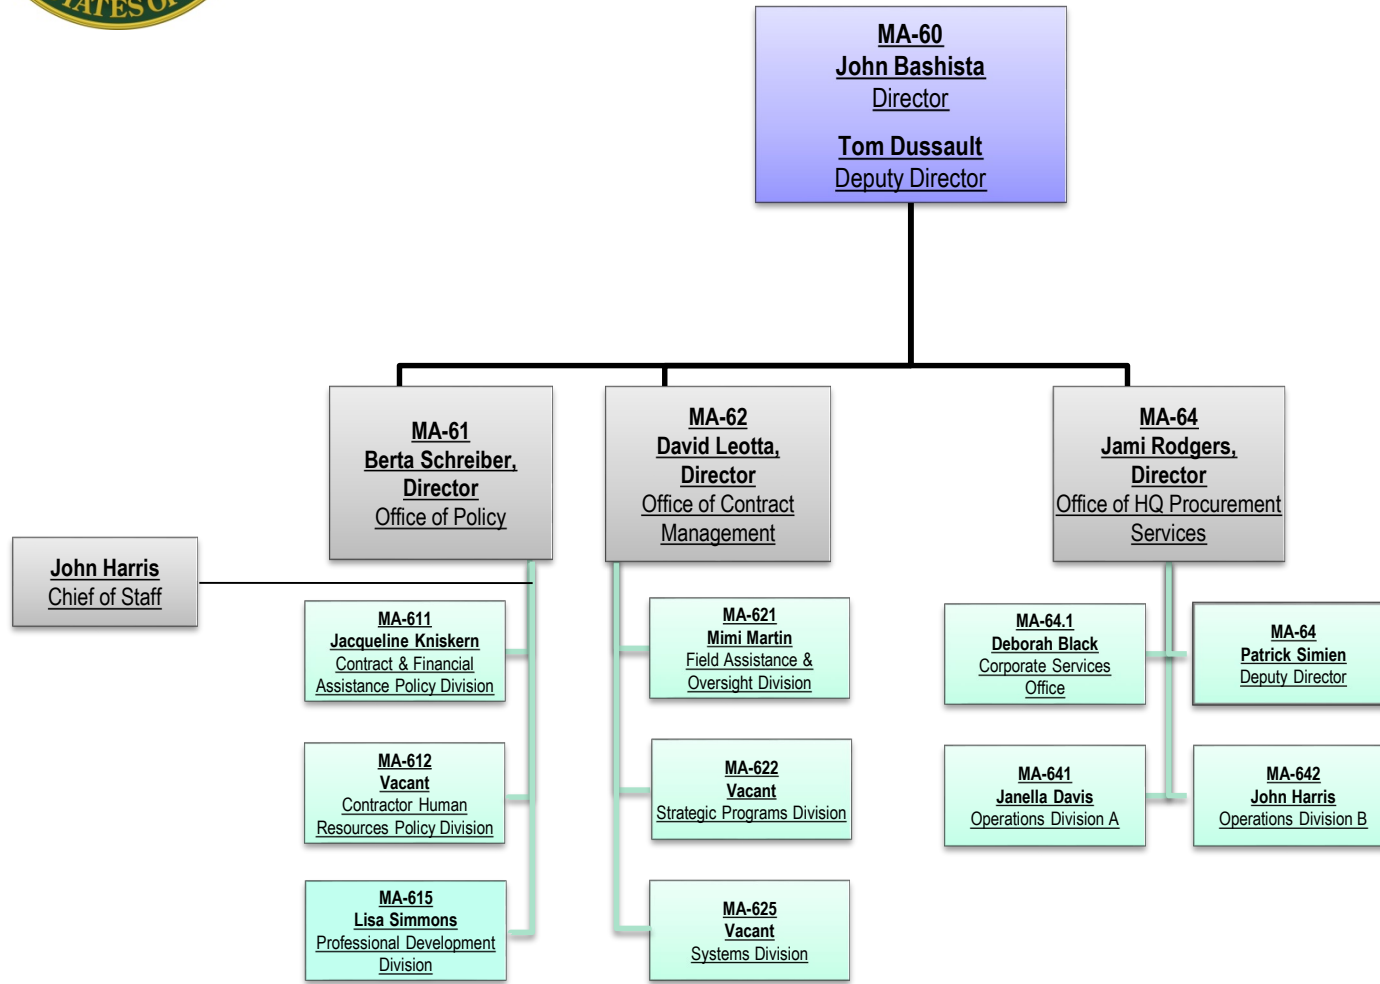 TATES OF
MA-60
John Bashista
Director
Tom Dussault
Deputy Director
MA-61
Berta Schreiber,
Director
Office of Policy
MA-62
David Leotta,
Director
Office of Contract
Management
MA-64
Jami Rodgers,
Director
Office of HQ Procurement
Services
John Harris
Chief of Staff
MA-611
Jacqueline Kniskern
Contract & Financial
Assistance Policy Division
MA-621
Mimi Martin
Field Assistance &
Oversight Division
MA-64.1
Deborah Black
Corporate Services
Office
MA-64
Patrick Simien
Deputy Director
MA-612
Vacant
Contractor Human
Resources Policy Division
MA-622
Vacant
Strategic Programs Division
MA-641
Janella Davis
Operations Division A
MA-642
John Harris
Operations Division B
MA-615
Lisa Simmons
Professional Development
Division
MA-625
Vacant
Systems Division